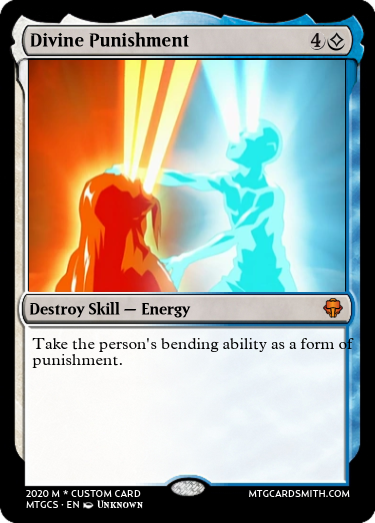 Divine Punishment 4
Destroy Skill — Energy
Take the person's bending ability as a form of
punishment.
2020 M * CUSTOM CARD
MTGCS • EN UNKNOWN
MTGCARDSMITH.COM